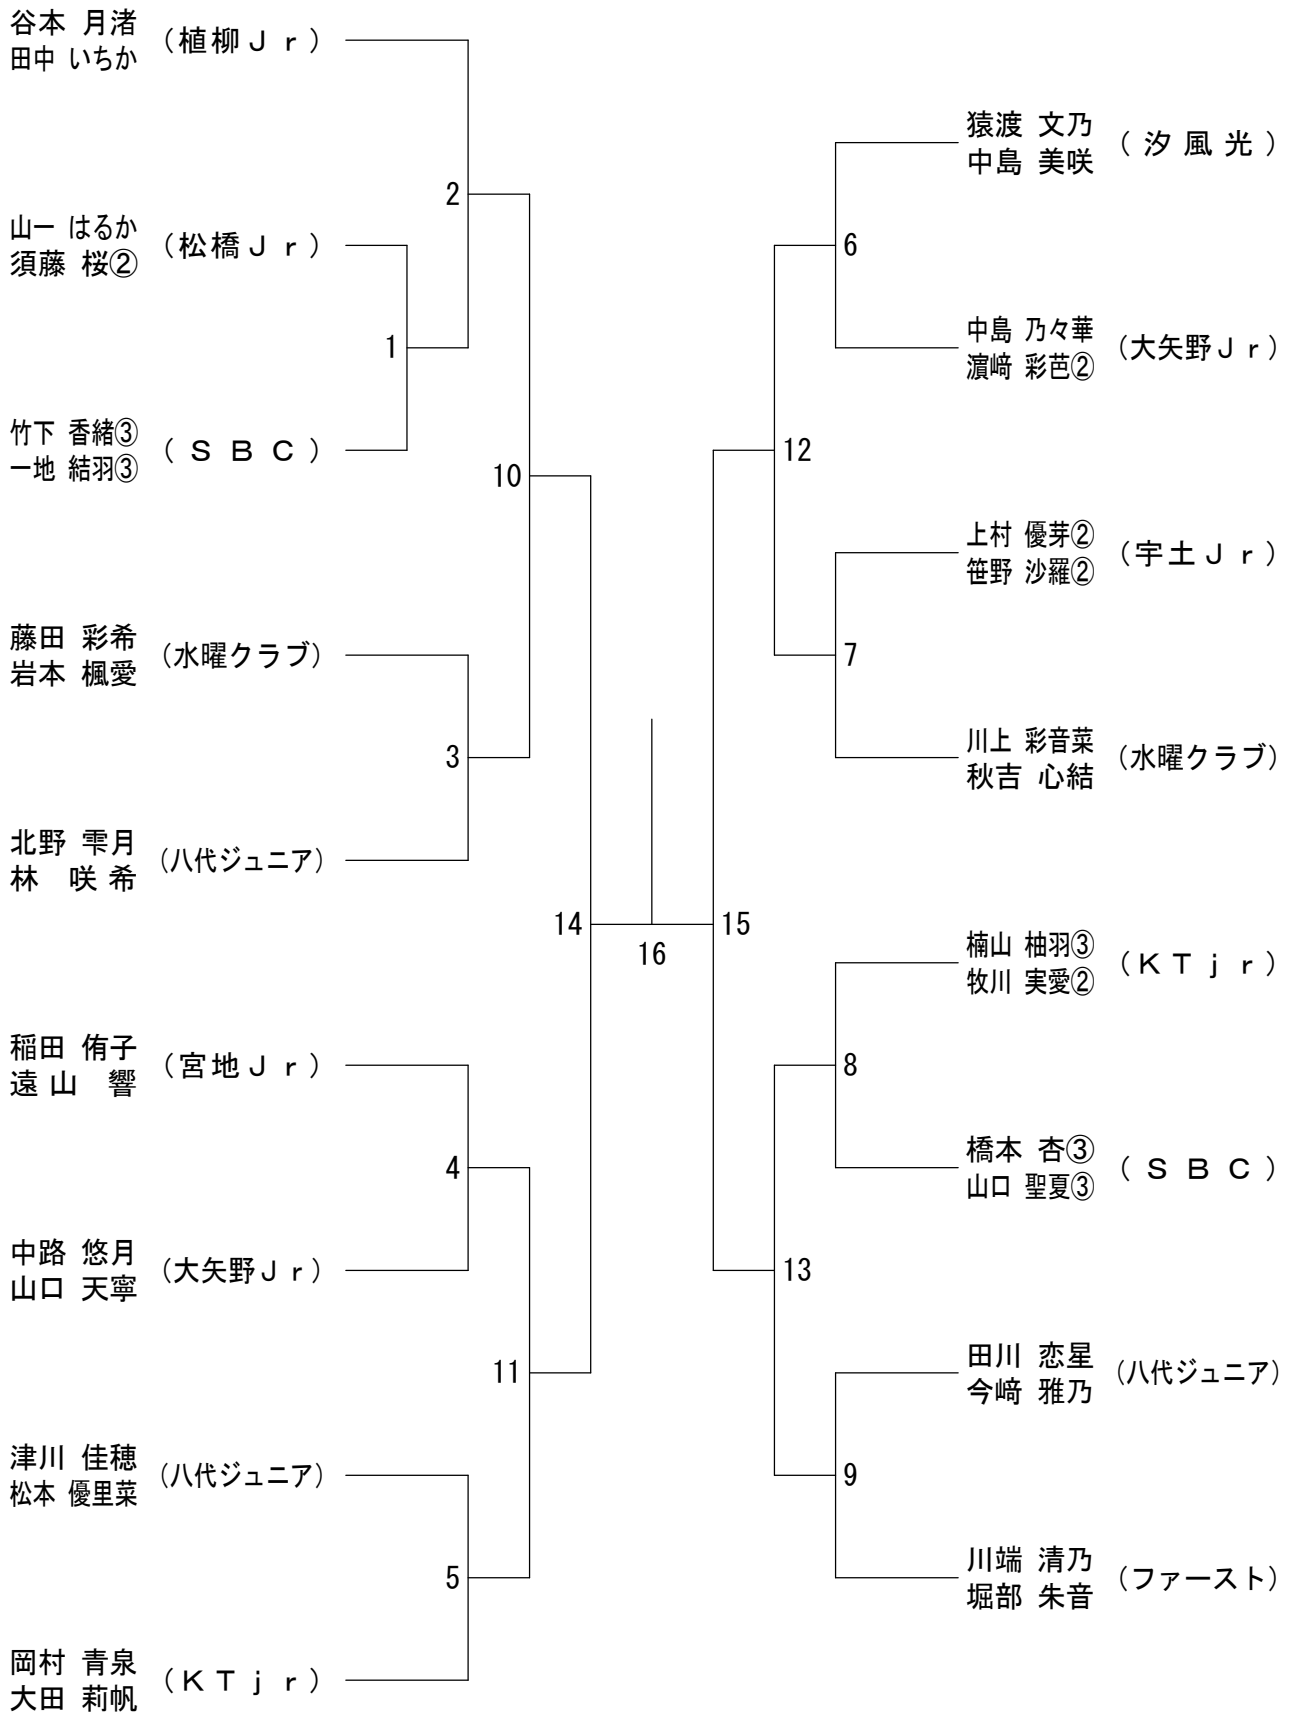 谷本 月渚
田中 いちか
（植柳Ｊｒ）
山一 はるか
須藤 桜②
（松橋Ｊｒ）
竹下 香緒③
一地 結羽③
（ＳＢＣ）
藤田 彩希
岩本 楓愛
（水曜クラブ）
北野 雫月
林 咲希
（八代ジュニア）
稲田 侑子
遠山 響
（宮地Ｊｒ）
中路 悠月
山口 天寧
（大矢野Ｊｒ）
津川 佳穂
松本 優里菜
（八代ジュニア）
岡村 青泉
大田 莉帆
（ＫＴｊｒ）
2
1
10
3
14
4
11
5
16
15
6
12
7
8
13
9
猿渡 文乃
中島 美咲
（汐風光）
中島 乃々華
濵﨑 彩芭②
（大矢野Ｊｒ）
上村 優芽②
笹野 沙羅②
（宇土Ｊｒ）
川上 彩音菜
秋吉 心結
（水曜クラブ）
楠山 柚羽③
牧川 実愛②
（ＫＴｊｒ）
橋本 杏③
山口 聖夏③
（ＳＢＣ）
田川 恋星
今﨑 雅乃
（八代ジュニア）
川端 清乃
堀部 朱音
（ファースト）